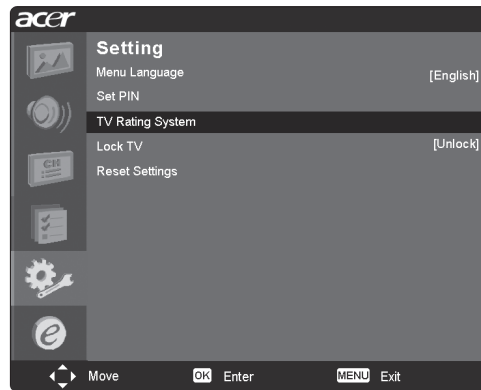 acer
Setting
Menu Language [English]
Set PIN
TV Rating System
Lock TV [Unlock]
Reset Settings
CH
e
Move OK Enter MENU Exit